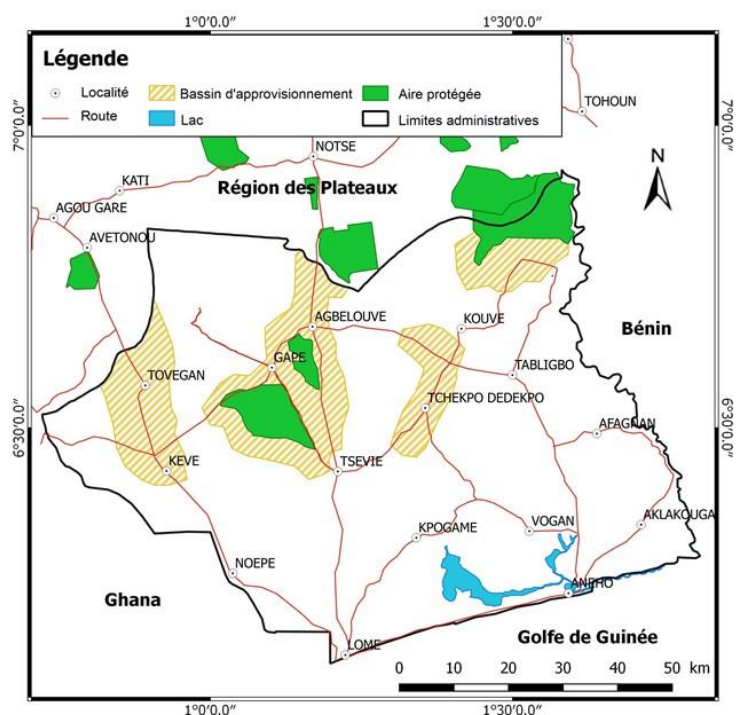 1°0'0.0" 1°30'0.0"
Légende
Localité
Bassin d'approvisionnement
Aire protégée
Route
Lac
Limites administratives
TOHOUN
7°0'0.0" 7°0'0.0"
NOTSE
N
KATI
Région des Plateaux
AGOU GARE
AVETONOU
AGBELOUVE
KOUVE
Bénin
GAPE
TOVEGAN
TABLIGBO
TCHEKPO DEDEKPO
6°30'0.0" 6°30'0.0"
AFAGNAN
KEVE
TSEVIE
AKLAKOUGA
VOGAN
KPOGAME
NOEPE
ANEHO
Ghana
Golfe de Guinée
LOME
0 10 20 30 40 50 km
1°0'0.0" 1°30'0.0"